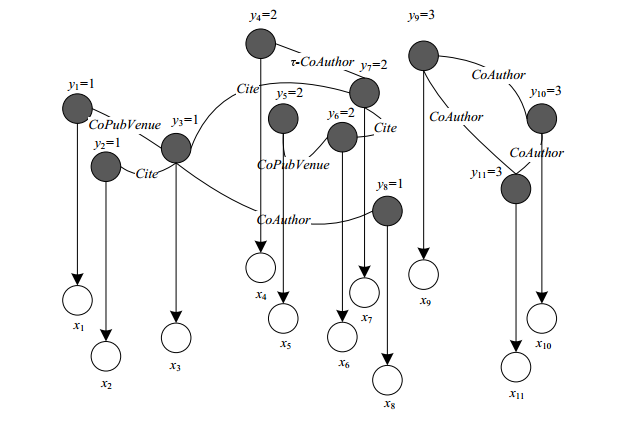 y4=2
y9=3
τ-CoAuthor
y7=2
CoAuthor
y1=1
Cite
y5=2
y10=3
CoPubVenue
y3=1
y6=2
CoAuthor
Cite
y2=1
CoAuthor
Cite
CoPubVenue
y11=3
y8=1
CoAuthor
x4
x9
x1
x7
x5
x10
x2
x3
x6
x8
x11